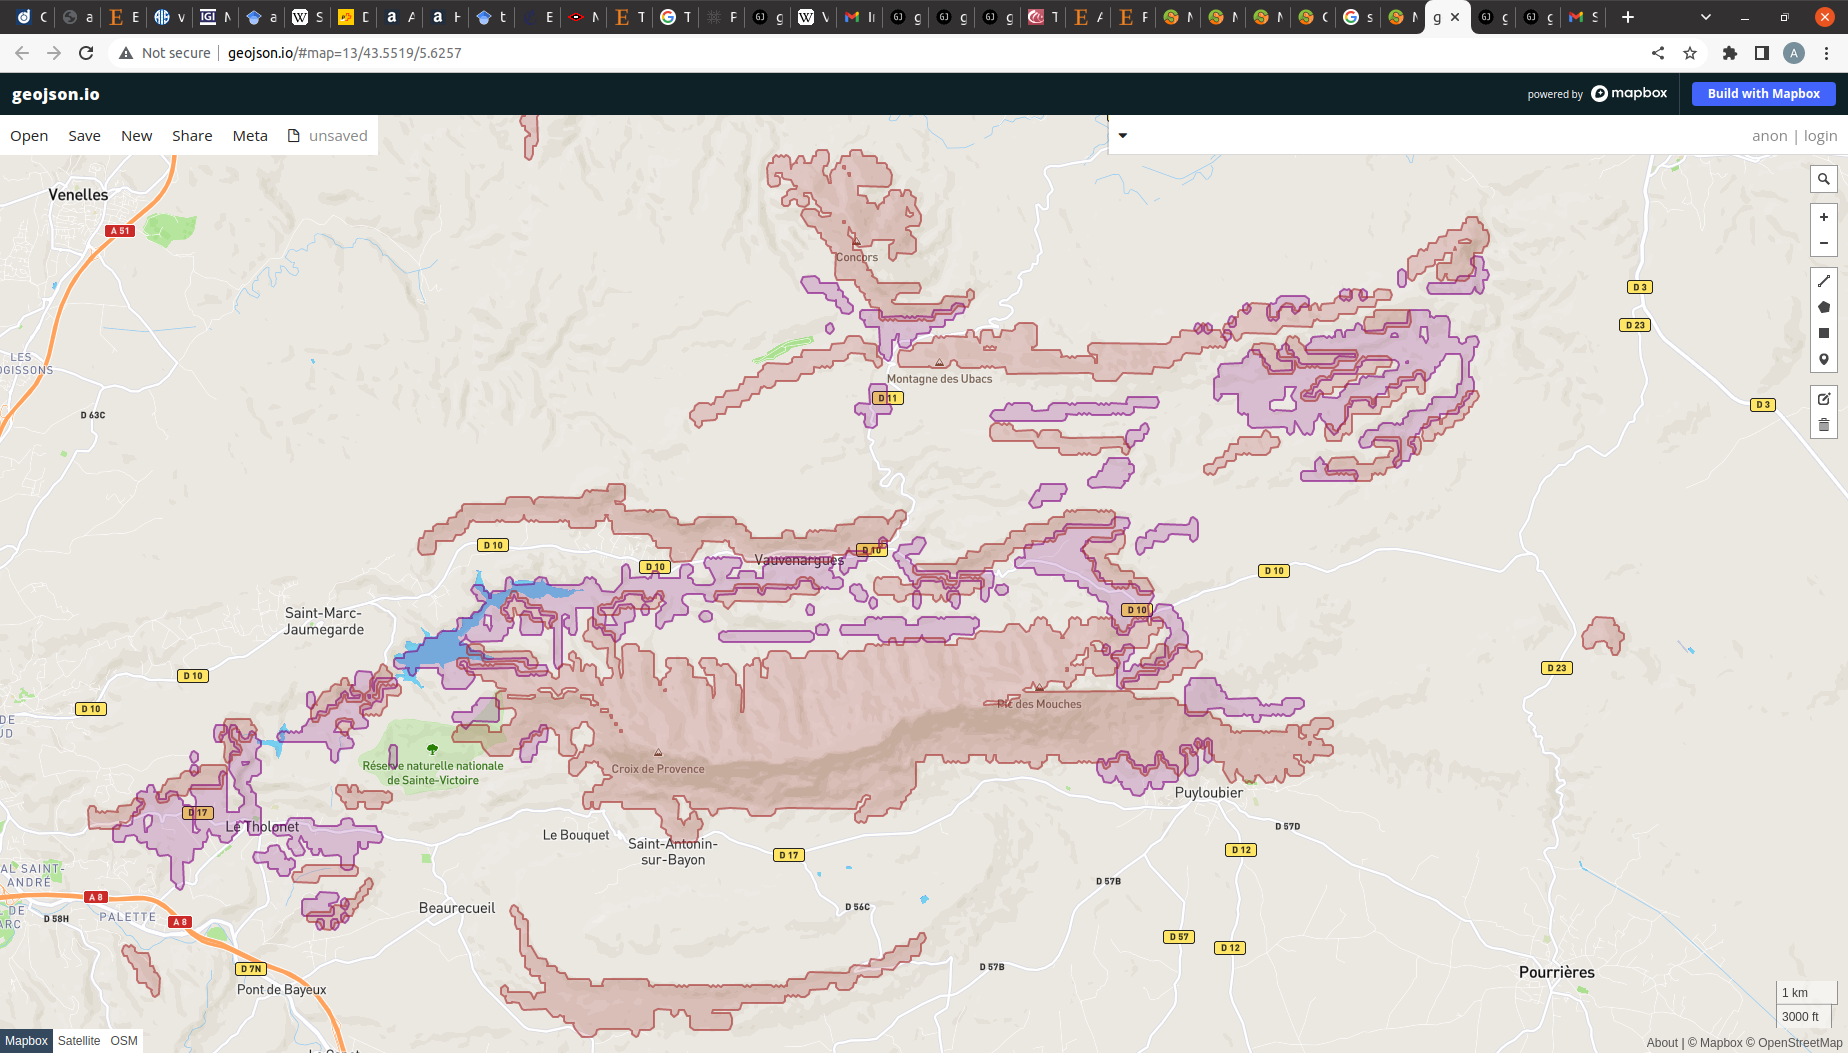 Not secure
geojson.io/#map=13/43.5519/5.6257
A
geojson.io
powered by
mapbox
Build with Mapbox
Open
Save
New
Share
Meta
unsaved
anon | login
Venelles
A 51
Concors
D 3
D 23
LES
OGISSONS
Montagne des Ubacs
D 11
D 63C
D 3
D 10
D 10
Vauvenargues
D 10
D 10
Saint-Marc-
Jaumegarde
D 10
D 10
D 23
D 10
DE
UD
Pic des Mouches
Réserve naturelle nationale
de Sainte-Victoire
Croix de Provence
Puyloubier
D 17
Le Tholonet
Le Bouquet
Saint-Antonin-
sur-Bayon
D 57D
D 17
D 12
AL SAINT-
ANDRÉ
D 57B
A 8
DE
ARC
D 58H
PALETTE
A 8
Beaurecueil
D 56C
D 57
D 12
D 7N
D 57B
Pourrières
Pont de Bayeux
1 km
3000 ft
Mapbox
Satellite
OSM
About | © Mapbox © OpenStreetMap